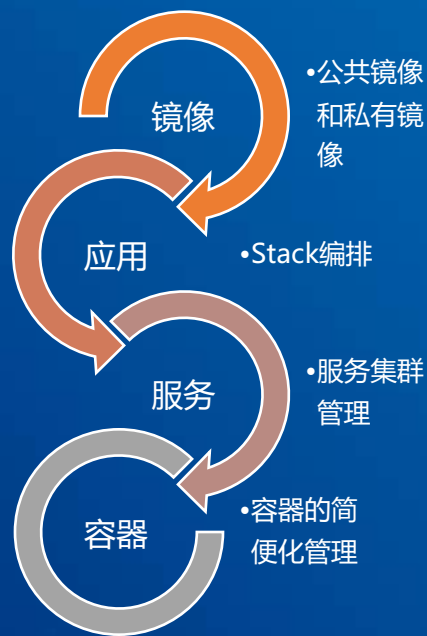 镜像
•公共镜像
和私有镜
像
应用
•Stack编排
服务
•服务集群
管理
容器
•容器的简
便化管理